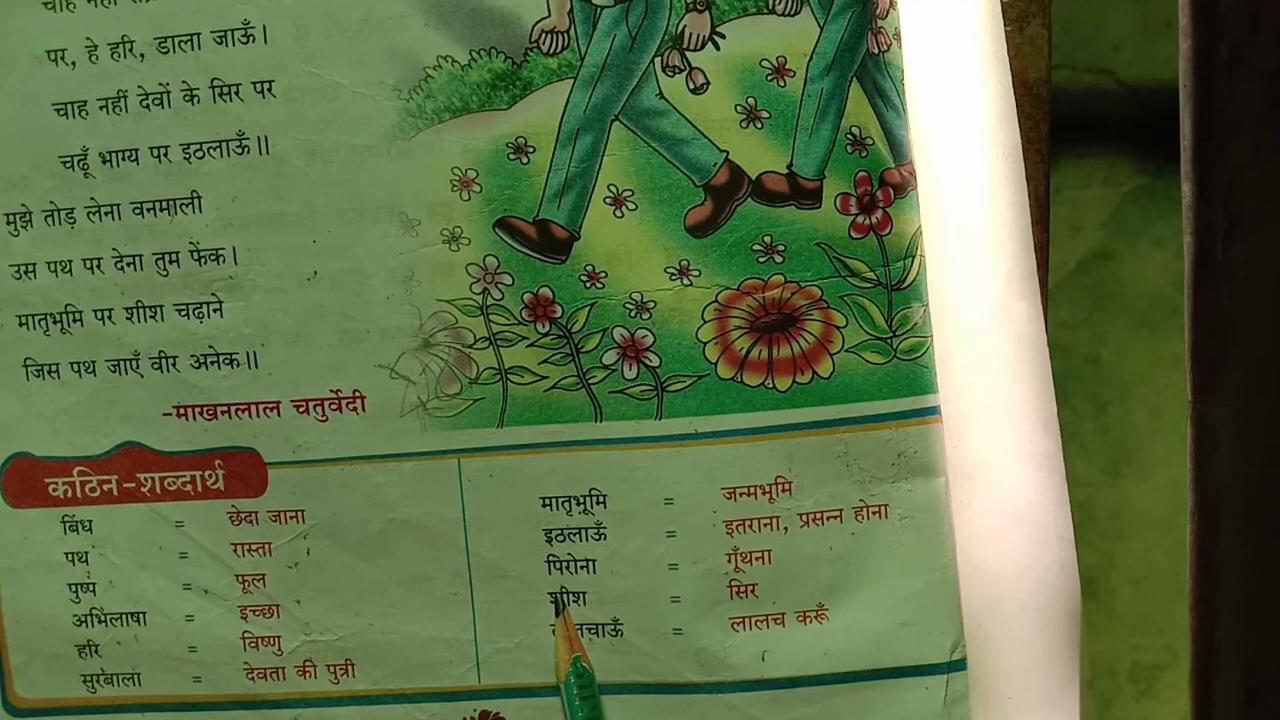 पर, हे हरि, डाला जाऊँ।
चाह नहीं देवों के सिर पर
चढ़ूँ भाग्य पर इठलाऊँ॥
मुझे तोड़ लेना वनमाली
उस पथ पर देना तुम फेंक।
मातृभूमि पर शीश चढ़ाने
जिस पथ जाएँ वीर अनेक॥
-माखनलाल चतुर्वेदी
कठिन-शब्दार्थ
बिंध = छेदा जाना
पथ = रास्ता
पुष्प = फूल
अभिलाषा = इच्छा
हरि = विष्णु
सुरबाला = देवता की पुत्री
मातृभूमि = जन्मभूमि
इठलाऊँ = इतराना, प्रसन्न होना
पिरोना = गूँथना
शीश = सिर
= लालच करूँ